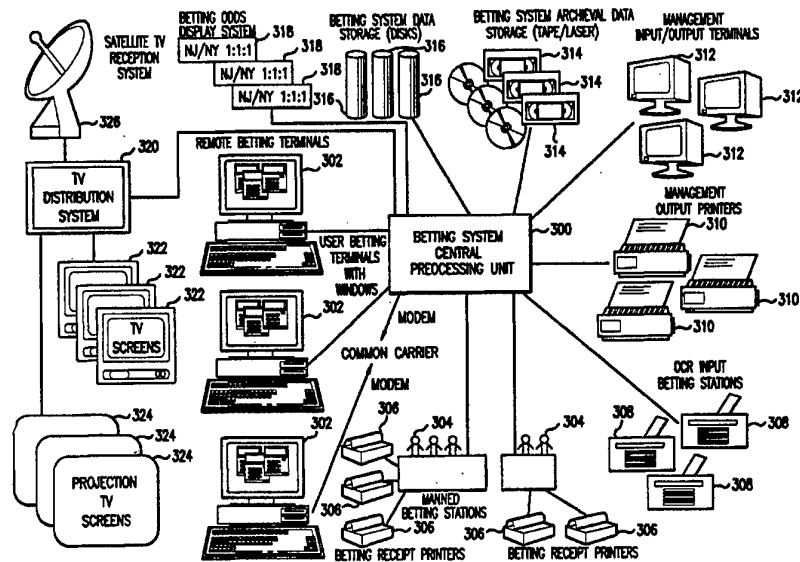 BETTING ODDS
DISPLAY SYSTEM
318
NJ/NY 1:1:1
318
NJ/NY 1:1:1
318
NJ/NY 1:1:1
SATELLITE TV
RECEPTION
SYSTEM
326
BETTING SYSTEM DATA
STORAGE (DISKS)
316
316
316
BETTING SYSTEM ARCHIEVAL DATA
STORAGE (TAPE/LASER)
314
314
314
MANAGEMENT
INPUT/OUTPUT TERMINALS
312
312
312
320
TV
DISTRIBUTION
SYSTEM
REMOTE BETTING TERMINALS
302
USER BETTING
TERMINALS
WITH
WINDOWS
302
BETTING SYSTEM
CENTRAL
PREOCESSING UNIT
300
MANAGEMENT
OUTPUT PRINTERS
310
310
310
322
322
322
TV
SCREENS
MODEM
COMMON CARRIER
MODEM
302
OCR INPUT
BETTING STATIONS
308
308
308
324
324
324
PROJECTION
TV
SCREENS
306
304
306
306
MANNED
BETTING STATIONS
BETTING RECEIPT PRINTERS
304
306
306
BETTING RECEIPT PRINTERS